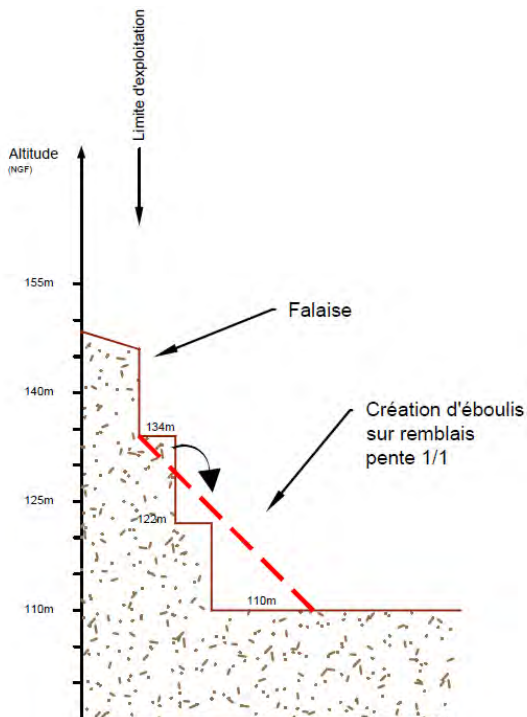 Limite d'exploitation
Altitude
(NGF)
155m
Falaise
140m
Création d'éboulis
sur remblais
pente 1/1
134m
125m
122m
110m
110m